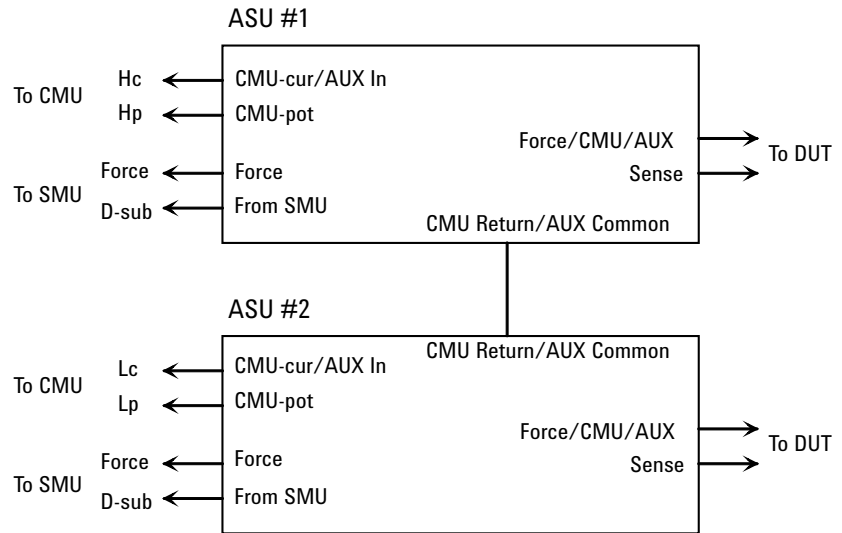 ASU #1
To CMU
Hc
CMU-cur/AUX In
Hp
CMU-pot
Force/CMU/AUX
To DUT
Sense
To SMU
Force
Force
D-sub
From SMU
CMU Return/AUX Common
ASU #2
CMU Return/AUX Common
To CMU
Lc
CMU-cur/AUX In
Lp
CMU-pot
Force/CMU/AUX
To DUT
Sense
To SMU
Force
Force
D-sub
From SMU